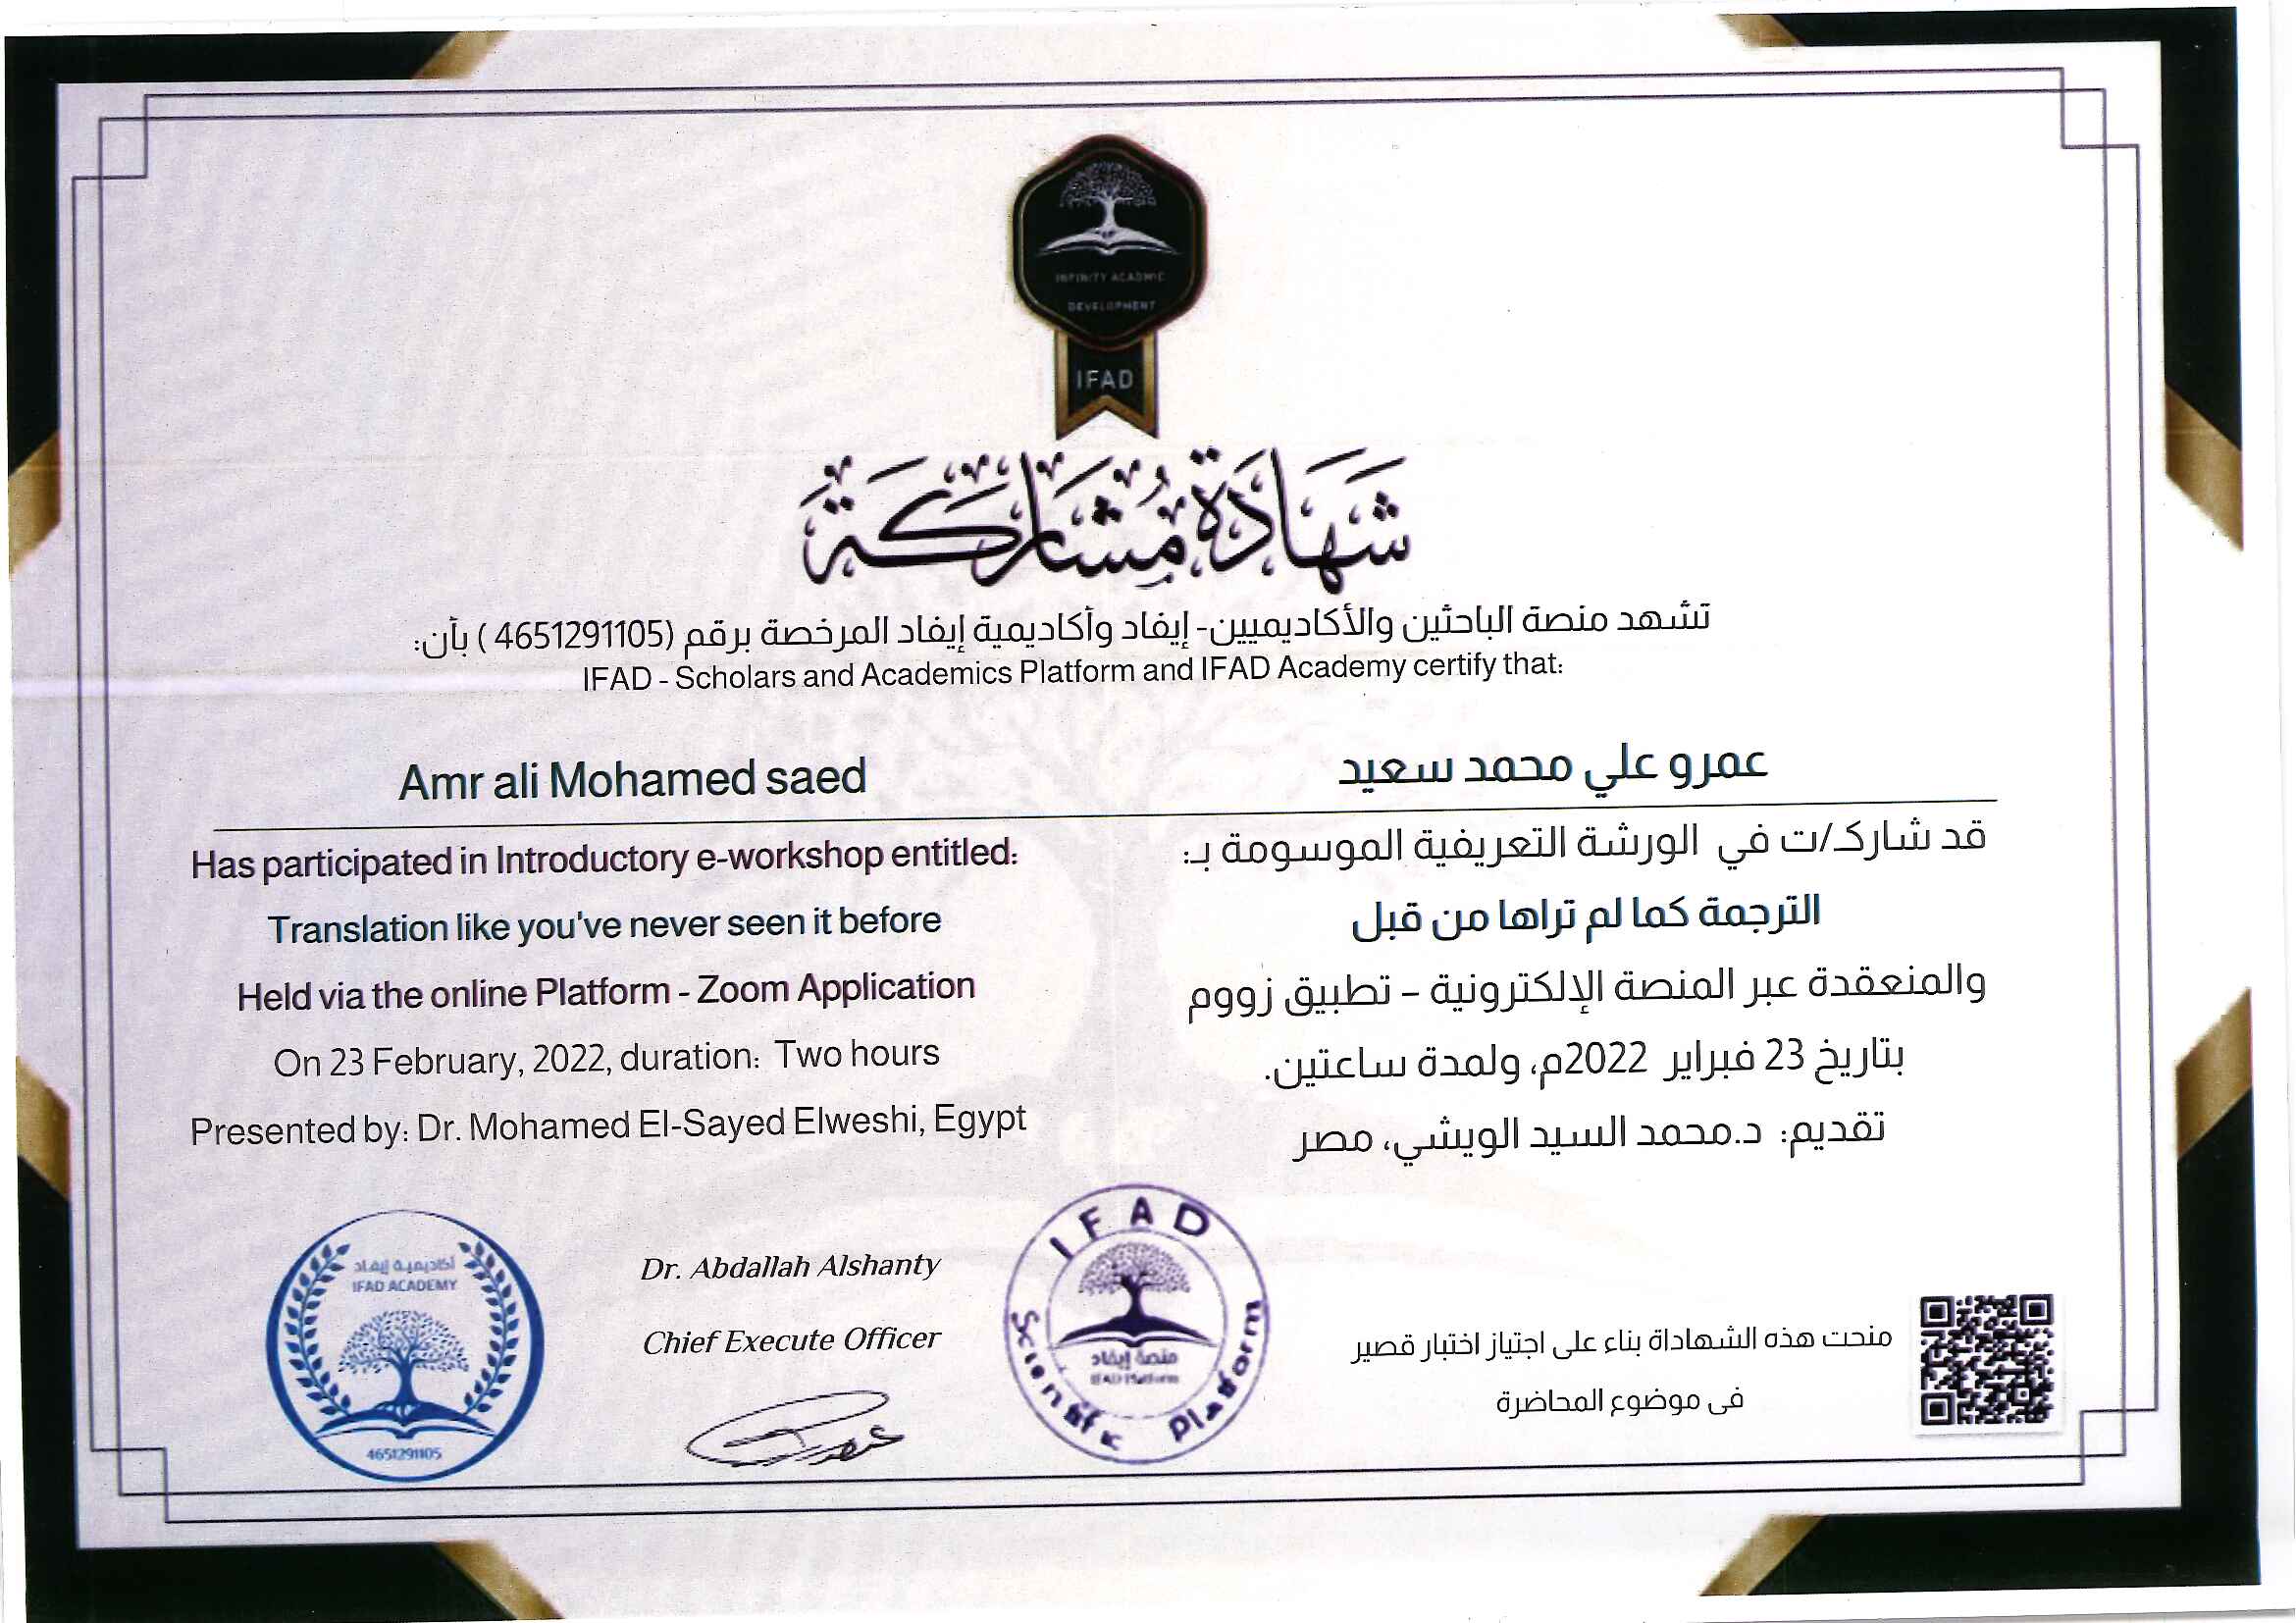 INFINITY ACADMIC
DEVELOPMENT
IFAD
شَهَادَة مُشَارَكَة
تشهد منصة الباحثين والأكاديميين- إيفاد وأكاديمية إيفاد المرخصة برقم (4651291105 ) بأن:
IFAD - Scholars and Academics Platform and IFAD Academy certify that:
عمرو علي محمد سعيد
Amr ali Mohamed saed
قد شارك/ت في الورشة التعريفية الموسومة بـ:
Has participated in Introductory e-workshop entitled:
الترجمة كما لم تراها من قبل
Translation like you've never seen it before
والمنعقدة عبر المنصة الإلكترونية – تطبيق زووم
Held via the online Platform - Zoom Application
بتاريخ 23 فبراير 2022م، ولمدة ساعتين.
On 23 February, 2022, duration: Two hours
تقديم: د.محمد السيد الويشي، مصر
Presented by: Dr. Mohamed El-Sayed Elweshi, Egypt
أكاديمية إيفاد
IFAD ACADEMY
4651291105
Dr. Abdallah Alshanty
Chief Execute Officer
IFAD
Scientific Platform
منصة إيفاد
IFAD Platform
منحت هذه الشهاداة بناء على اجتياز اختبار قصير
فى موضوع المحاضرة